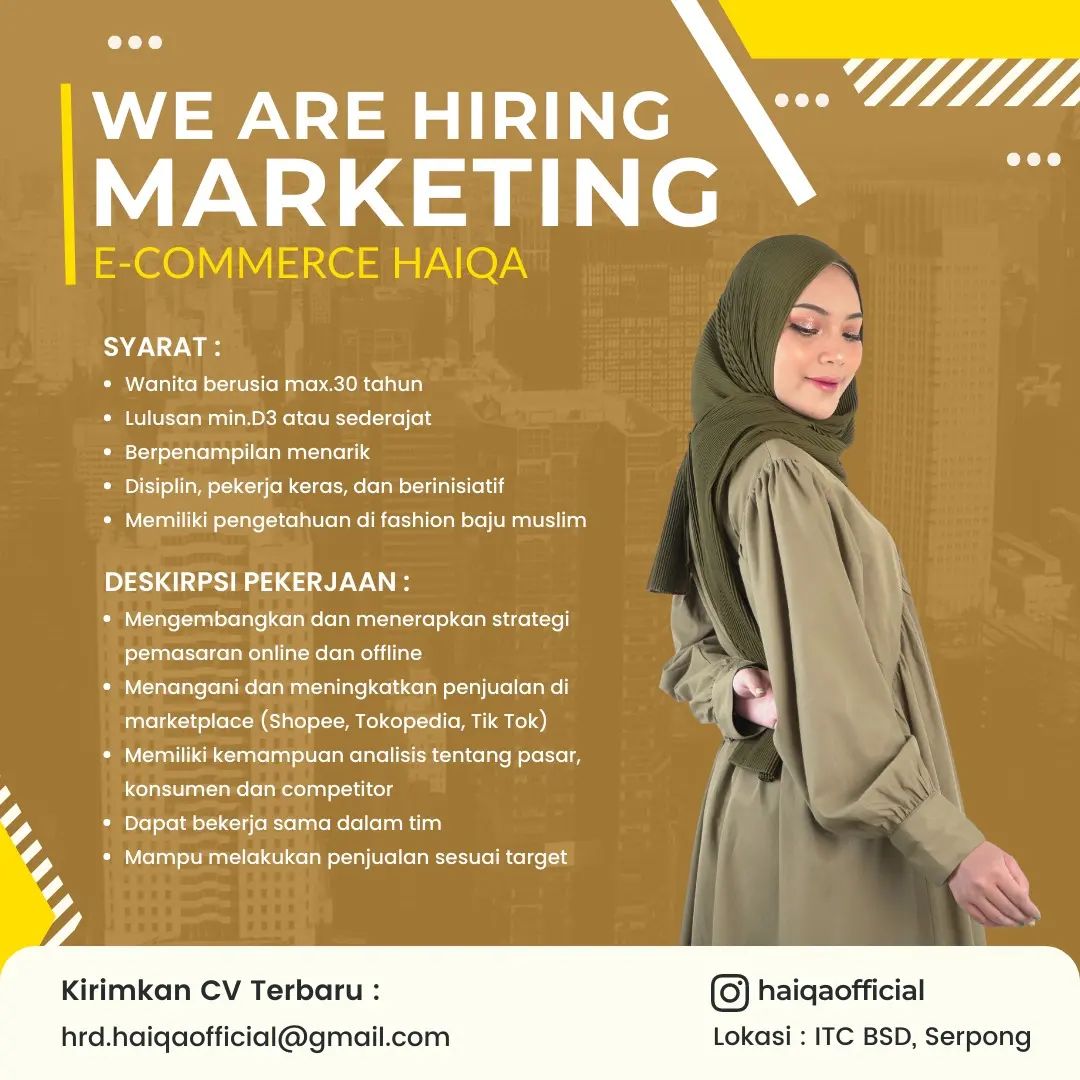 WE ARE HIRING
MARKETING
E-COMMERCE HAIQA
SYARAT :
• Wanita berusia max.30 tahun
• Lulusan min.D3 atau sederajat
• Berpenampilan menarik
• Disiplin, pekerja keras, dan berinisiatif
• Memiliki pengetahuan di fashion baju muslim
DESKIRPSI PEKERJAAN :
• Mengembangkan dan menerapkan strategi
pemasaran online dan offline
• Menangani dan meningkatkan penjualan di
marketplace (Shopee, Tokopedia, Tik Tok)
• Memiliki kemampuan analisis tentang pasar,
konsumen dan competitor
• Dapat bekerja sama dalam tim
• Mampu melakukan penjualan sesuai target
Kirimkan CV Terbaru :
hrd.haiqaofficial@gmail.com
haiqaofficial
Lokasi : ITC BSD, Serpong